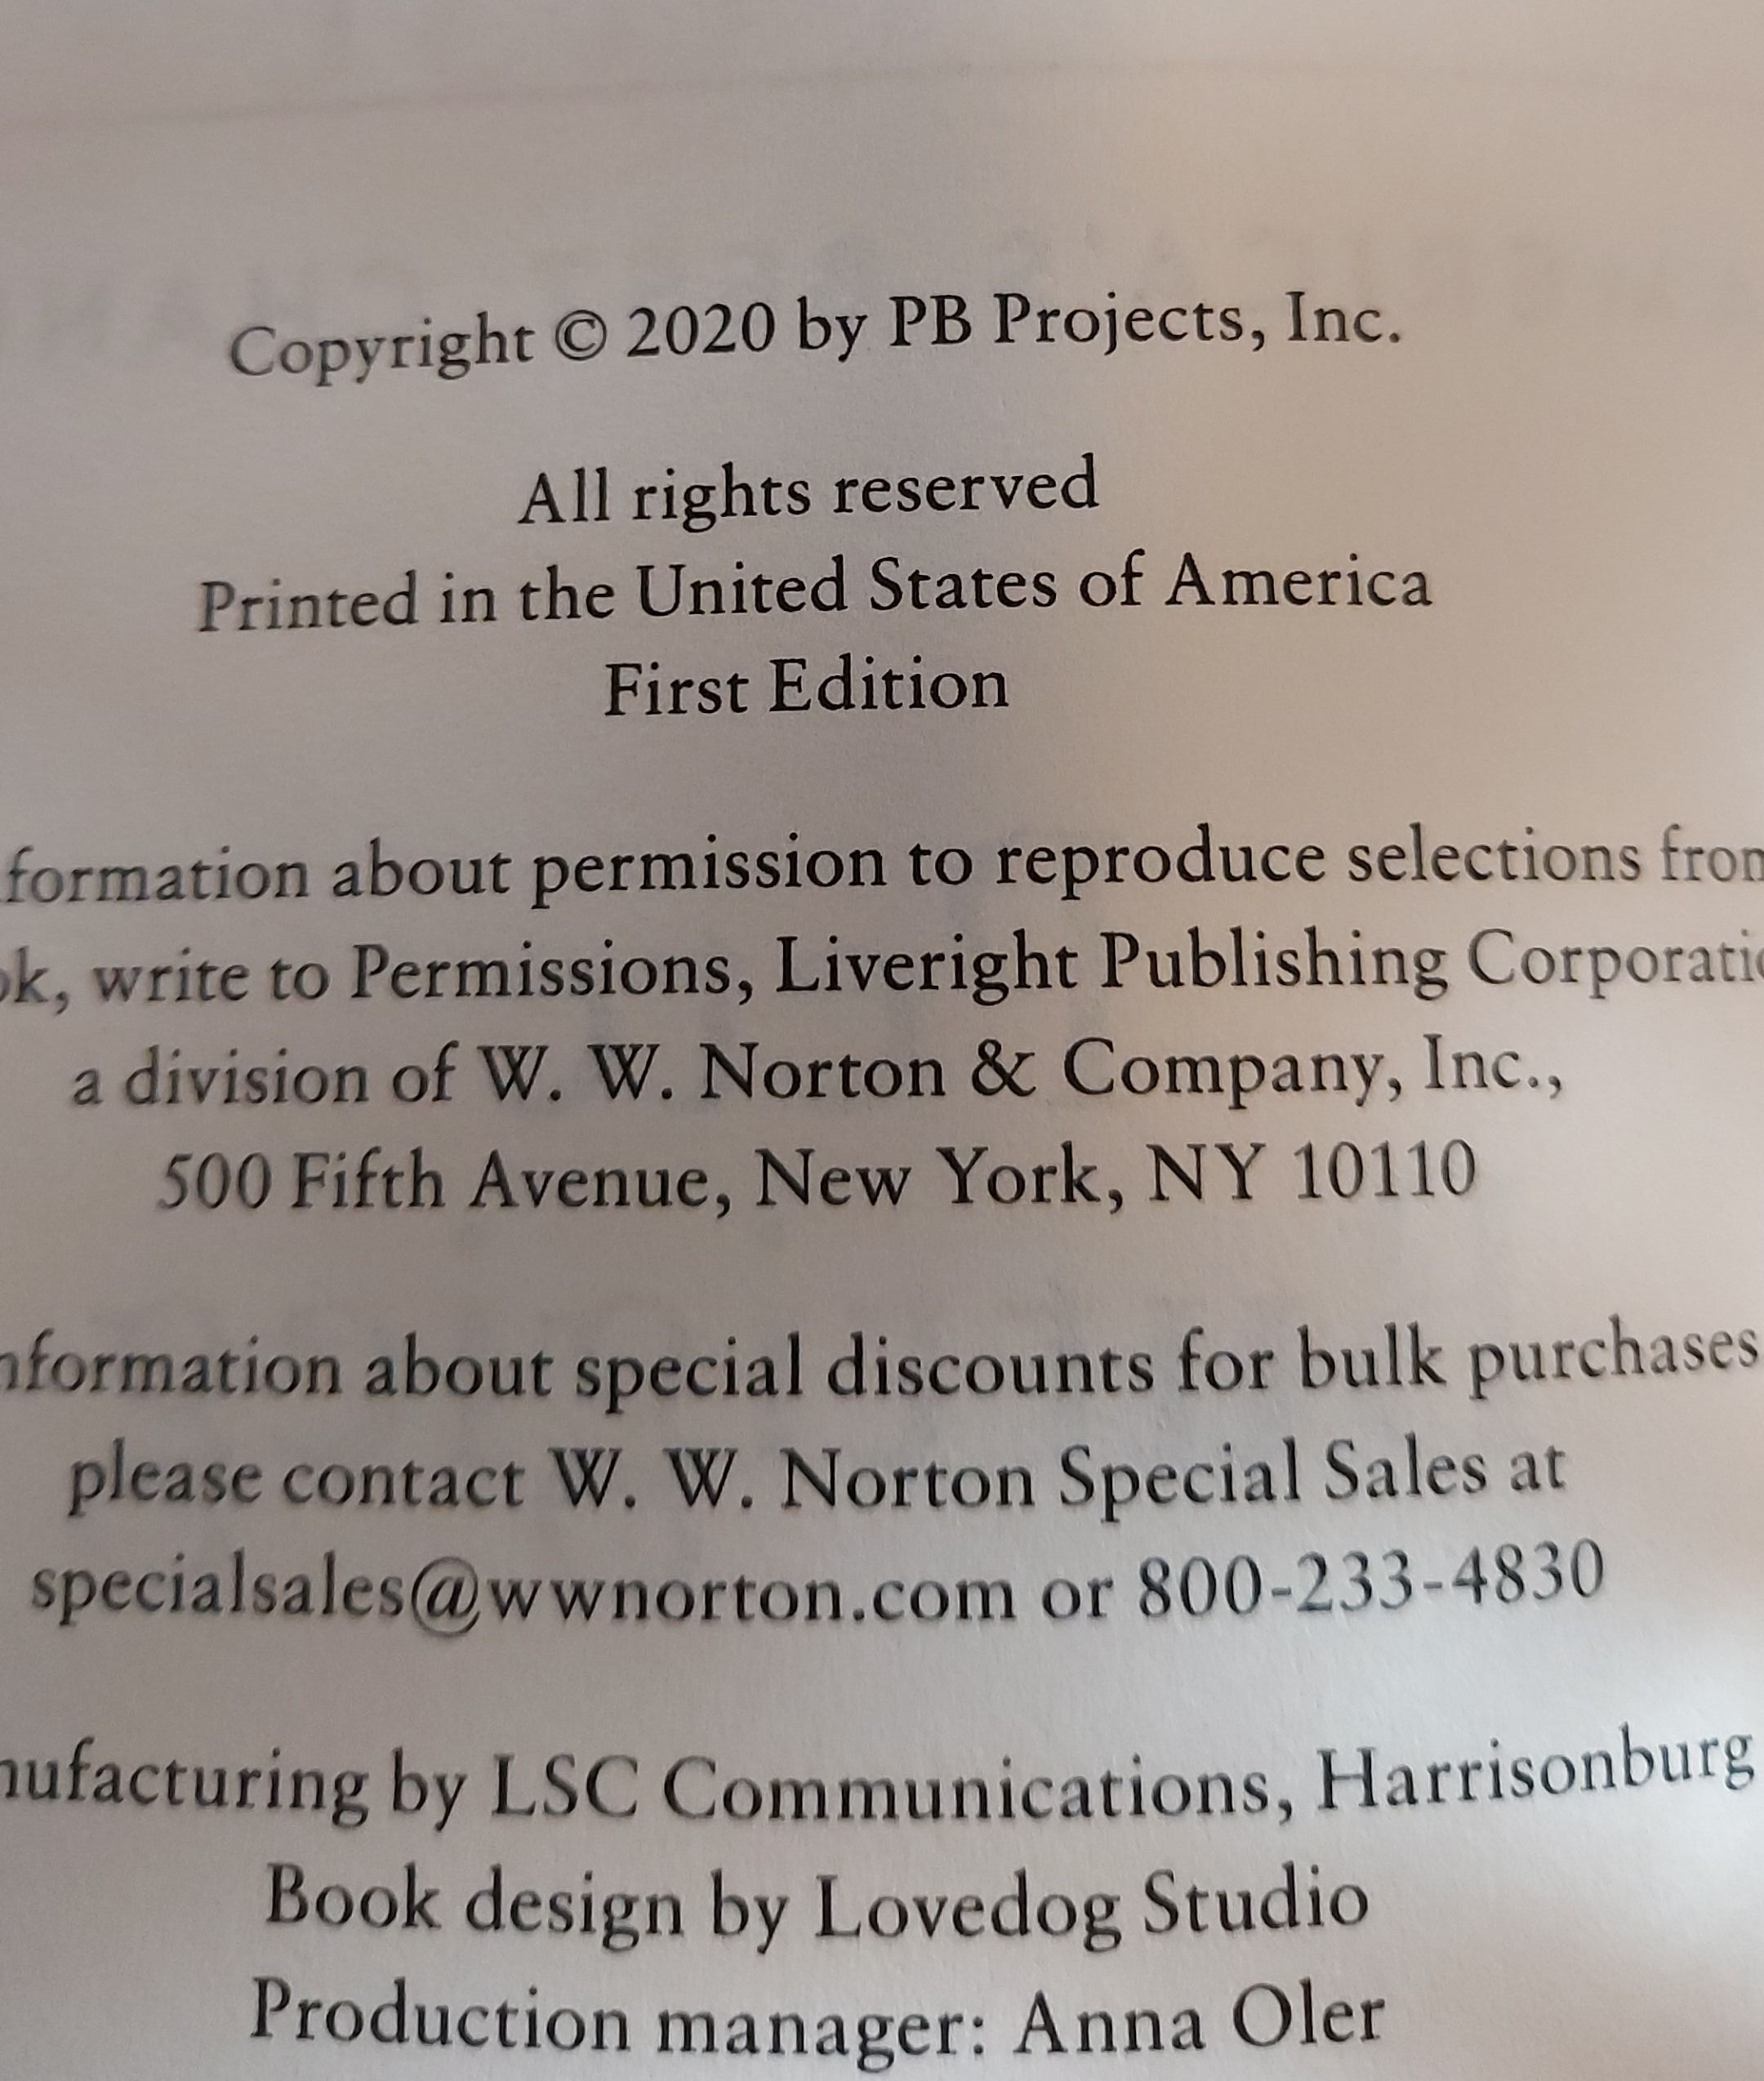 Copyright © 2020 by PB Projects, Inc.
All rights reserved
Printed in the United States of America
First Edition
formation about permission to reproduce selections from
ok, write to Permissions, Liveright Publishing Corporatio
a division of W. W. Norton & Company, Inc.,
500 Fifth Avenue, New York, NY 10110
nformation about special discounts for bulk purchases
please contact W. W. Norton Special Sales at
specialsales@wwnorton.com or 800-233-4830
nufacturing by LSC Communications, Harrisonburg
Book design by Lovedog Studio
Production manager: Anna Oler